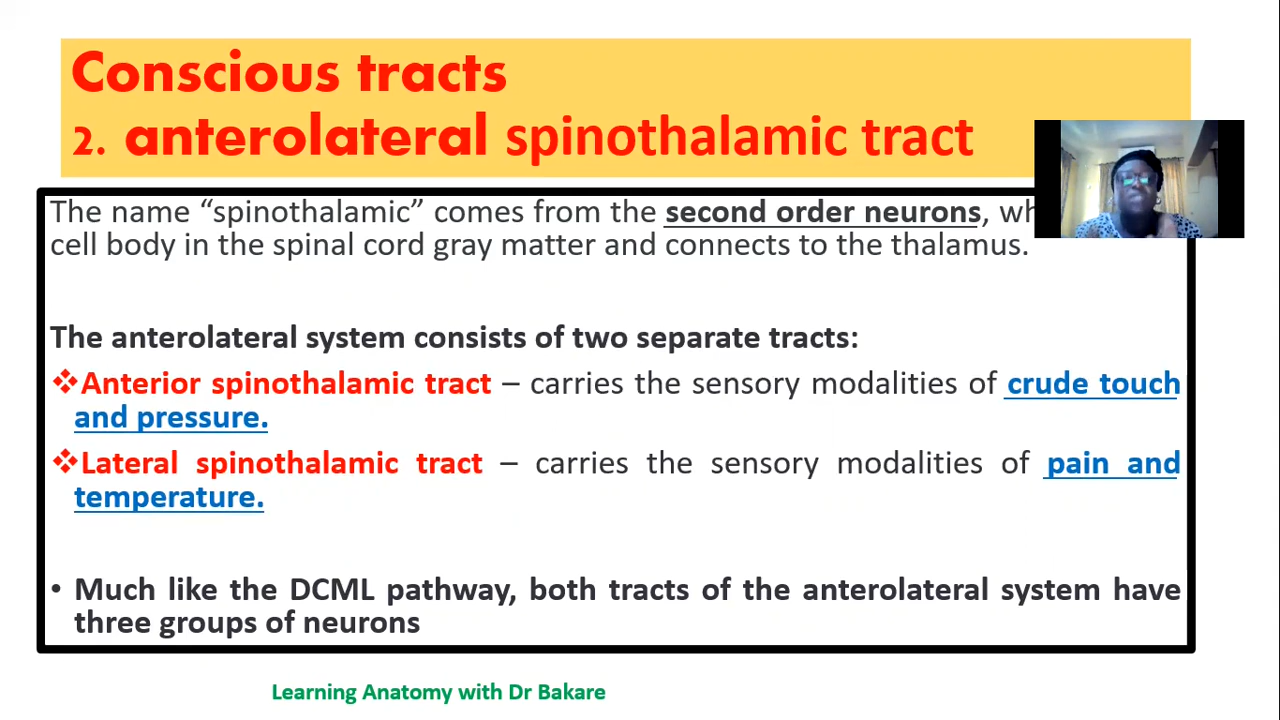 Conscious tracts
2. anterolateral spinothalamic tract
The name “spinothalamic” comes from the second order neurons,
cell body in the spinal cord gray matter and connects to the thalamus.
The anterolateral system consists of two separate tracts:
❖Anterior spinothalamic tract – carries the sensory modalities of crude touch
and pressure.
❖Lateral spinothalamic tract – carries the sensory modalities of pain and
temperature.
• Much like the DCML pathway, both tracts of the anterolateral system have
three groups of neurons
Learning Anatomy with Dr Bakare